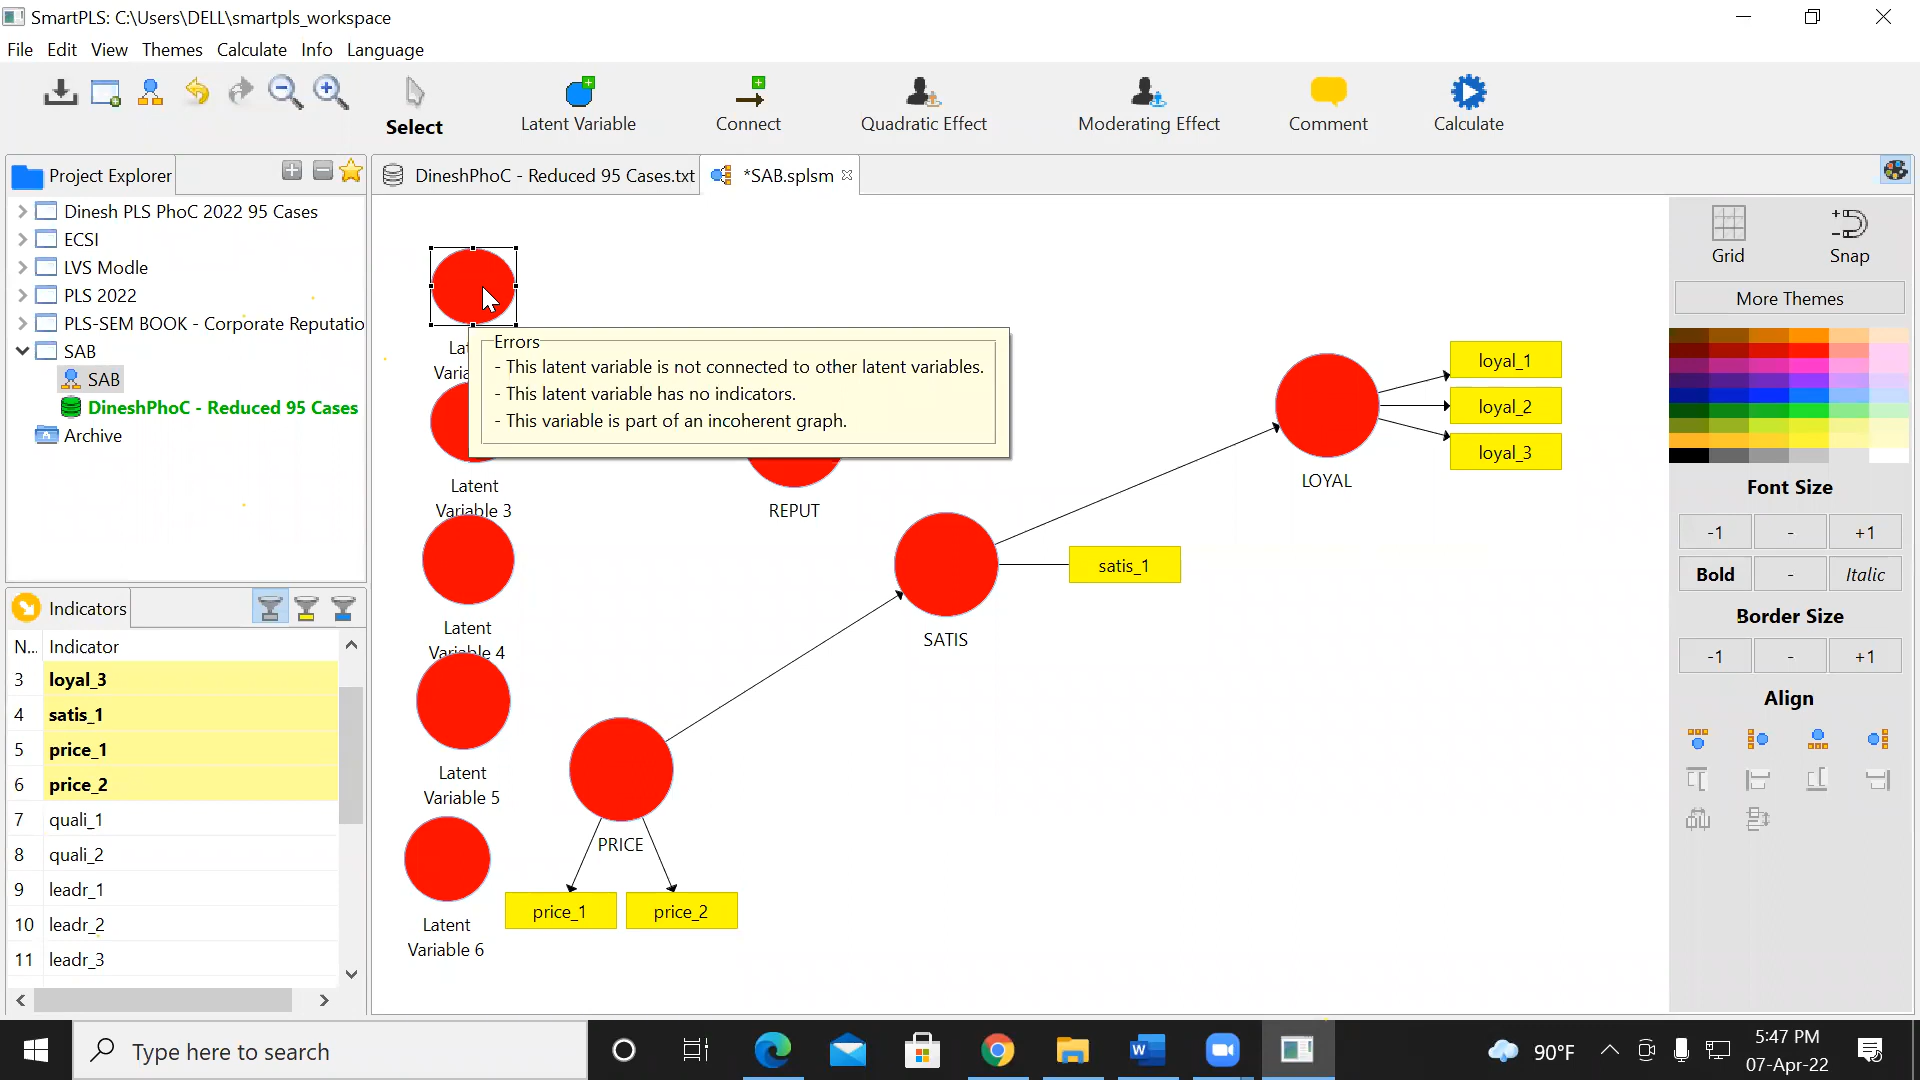 SmartPLS: C:\Users\DELL\smartpls_workspace
File Edit View Themes Calculate Info Language
Select
Latent Variable
Connect
Quadratic Effect
Moderating Effect
Comment
Calculate
Project Explorer
DineshPhoC - Reduced 95 Cases.txt
*SAB.splsm
Dinesh PLS PhoC 2022 95 Cases
ECSI
LVS Modle
PLS 2022
PLS-SEM BOOK - Corporate Reputatio
SAB
SAB
DineshPhoC - Reduced 95 Cases
Archive
Indicators
N... Indicator
3 loyal_3
4 satis_1
5 price_1
6 price_2
7 quali_1
8 quali_2
9 leadr_1
10 leadr_2
11 leadr_3
Errors
- This latent variable is not connected to other latent variables.
- This latent variable has no indicators.
- This variable is part of an incoherent graph.
Latent
Variable 3
Latent
Variable 4
Latent
Variable 5
Latent
Variable 6
REPUT
LOYAL
loyal_1
loyal_2
loyal_3
SATIS
satis_1
PRICE
price_1
price_2
Grid
Snap
More Themes
Font Size
-1 - +1
Bold - Italic
Border Size
-1 - +1
Align
Type here to search
90°F
5:47 PM
07-Apr-22